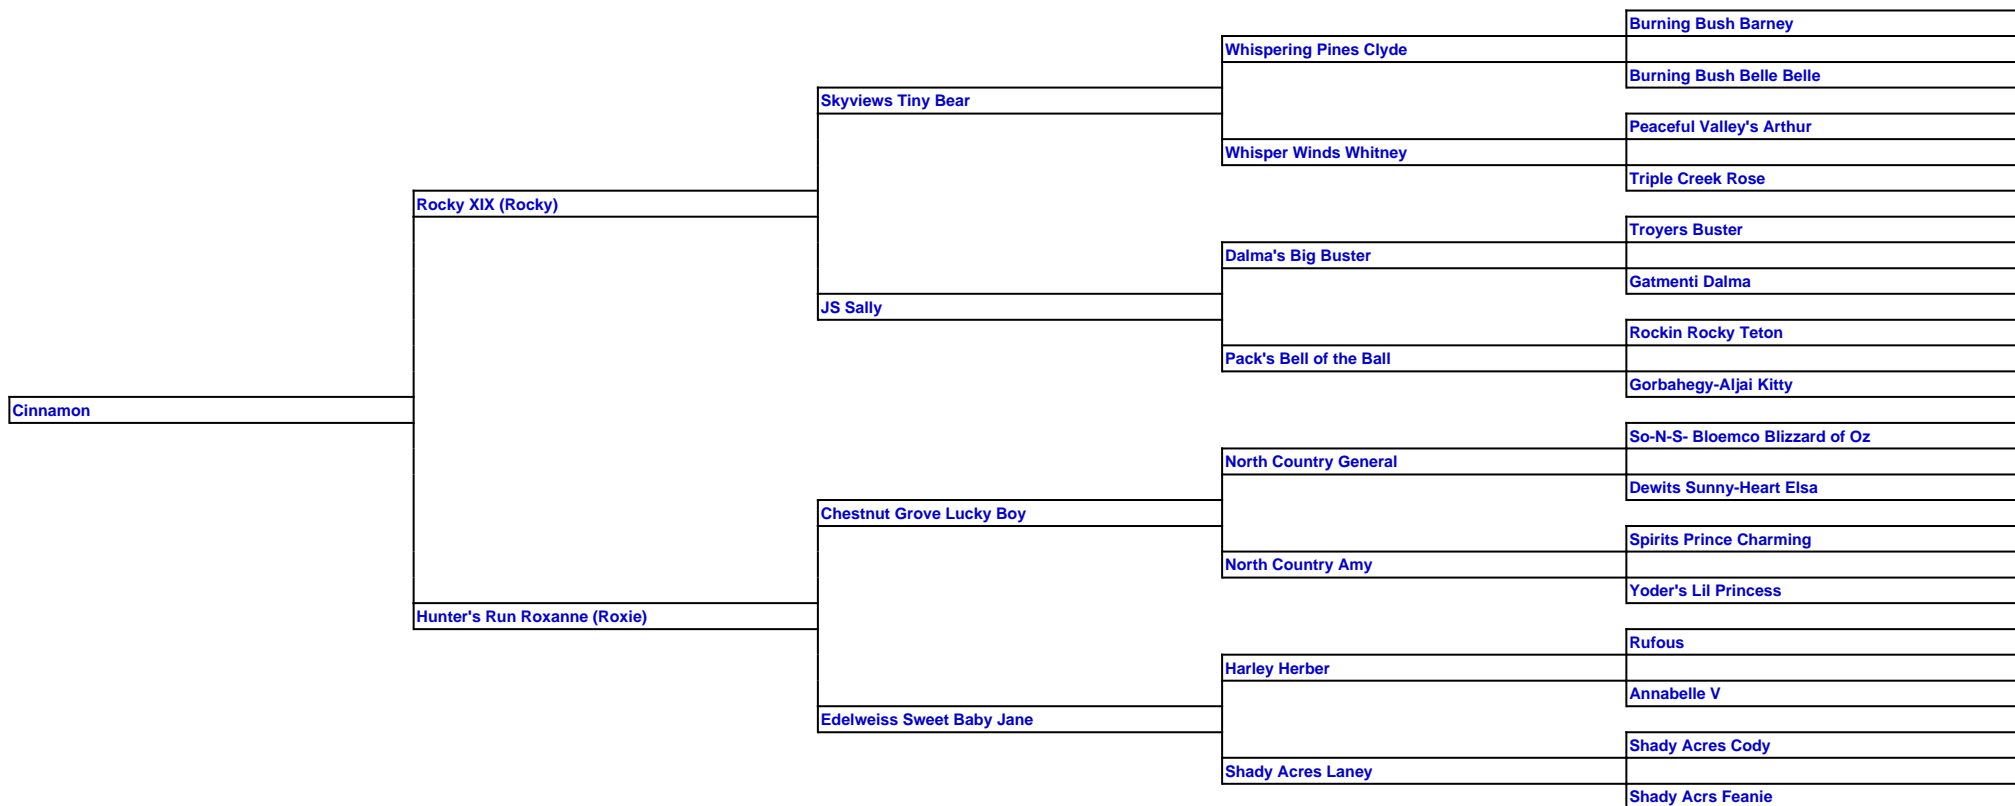 Burning Bush Barney
Whispering Pines Clyde
Burning Bush Belle Belle
Skyviews Tiny Bear
Peaceful Valley's Arthur
Whisper Winds Whitney
Triple Creek Rose
Rocky XIX (Rocky)
Troyers Buster
Dalma's Big Buster
Gatmenti Dalma
JS Sally
Rockin Rocky Teton
Pack's Bell of the Ball
Gorbahegy-Aljai Kitty
Cinnamon
So-N-S- Bloemco Blizzard of Oz
North Country General
Dewits Sunny-Heart Elsa
Chestnut Grove Lucky Boy
Spirits Prince Charming
North Country Amy
Yoder's Lil Princess
Hunter's Run Roxanne (Roxie)
Rufous
Harley Herber
Annabelle V
Edelweiss Sweet Baby Jane
Shady Acres Cody
Shady Acres Laney
Shady Acrs Feanie